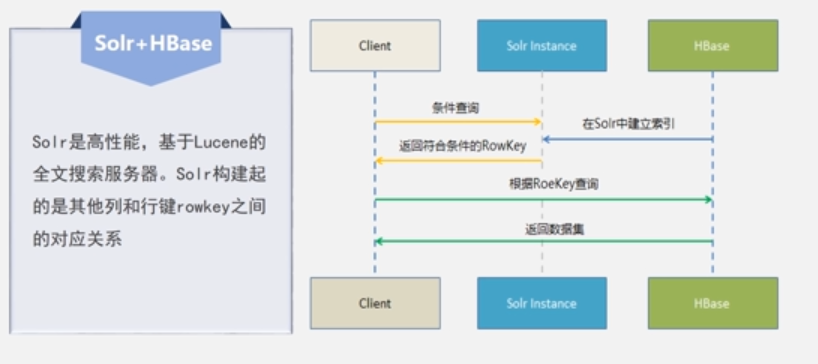 Solr+HBase
Solr是高性能，基于Lucene的
全文搜索服务器。Solr构建起
的是其他列和行键rowkey之间
的对应关系
Client
Solr Instance
HBase
条件查询
在Solr中建立索引
返回符合条件的RowKey
根据RoeKey查询
返回数据集
Client
Solr Instance
HBase